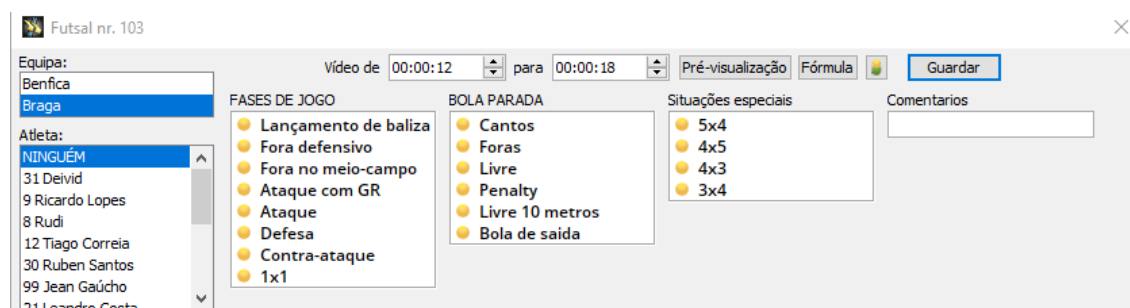 Futsal nr. 103
Equipa:
Benfica
Braga
Atleta:
NINGUÉM
31 Deivid
9 Ricardo Lopes
8 Rudi
12 Tiago Correia
30 Ruben Santos
99 Jean Gaúcho
21 Leandro Costa
Vídeo de 00:00:12 para 00:00:18 Pré-visualização Fórmula Guardar
FASES DE JOGO
Lançamento de baliza
Fora defensivo
Fora no meio-campo
Ataque com GR
Ataque
Defesa
Contra-ataque
1x1
BOLA PARADA
Cantos
Foras
Livre
Penalty
Livre 10 metros
Bola de saida
Situações especiais
5x4
4x5
4x3
3x4
Comentarios